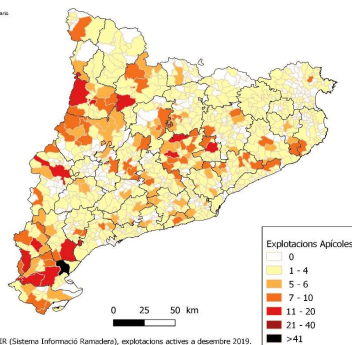 Explotacions Apícoles
0
1 - 4
5 - 6
7 - 10
11 - 20
21 - 40
>41
0 25 50 km
IR (Sistema Informació Ramadera), explotacions actives a desembre 2019.